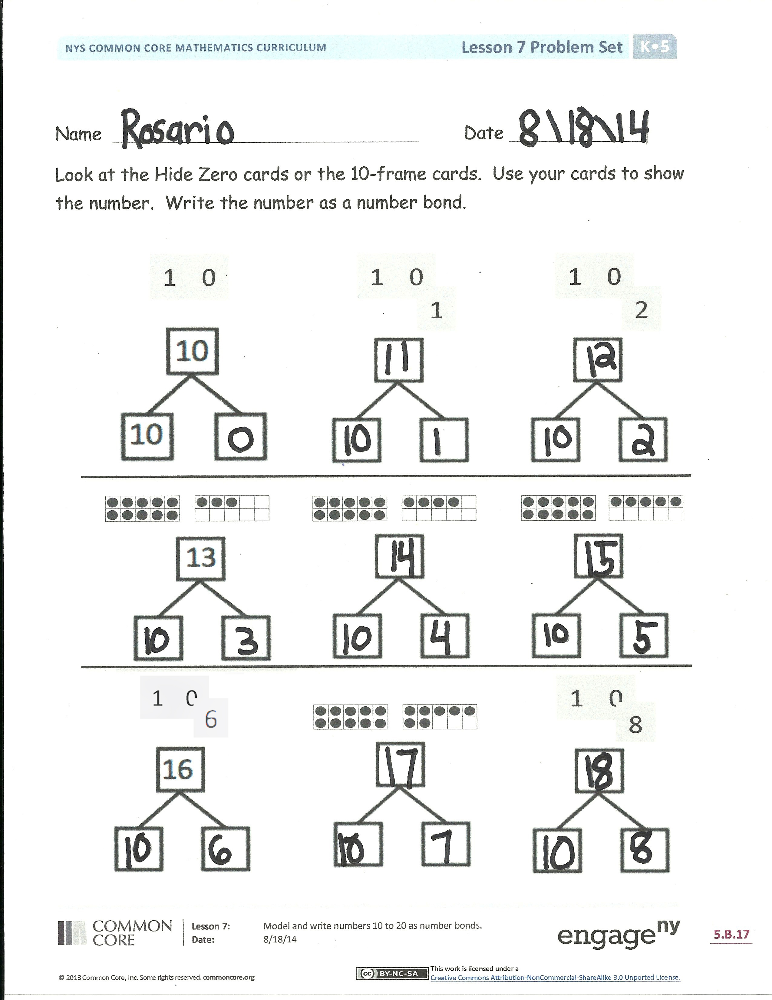 NYS COMMON CORE MATHEMATICS CURRICULUM Lesson 7 Problem Set K•5
Name Rosario Date 8\18\14
Look at the Hide Zero cards or the 10-frame cards. Use your cards to show
the number. Write the number as a number bond.
1 0 1 0 1 0
1 2
10 11 12
10 0 10 1 10 2
13 14 15
10 3 10 4 10 5
1 0 1 0
6 8
16 17 18
10 6 10 7 10 8
COMMON CORE
Lesson 7: Model and write numbers 10 to 20 as number bonds.
Date: 8/18/14
engage ny
5.B.17
© 2013 Common Core, Inc. Some rights reserved. commoncore.org
cc BY-NC-SA
This work is licensed under a
Creative Commons Attribution-NonCommercial-ShareAlike 3.0 Unported License.